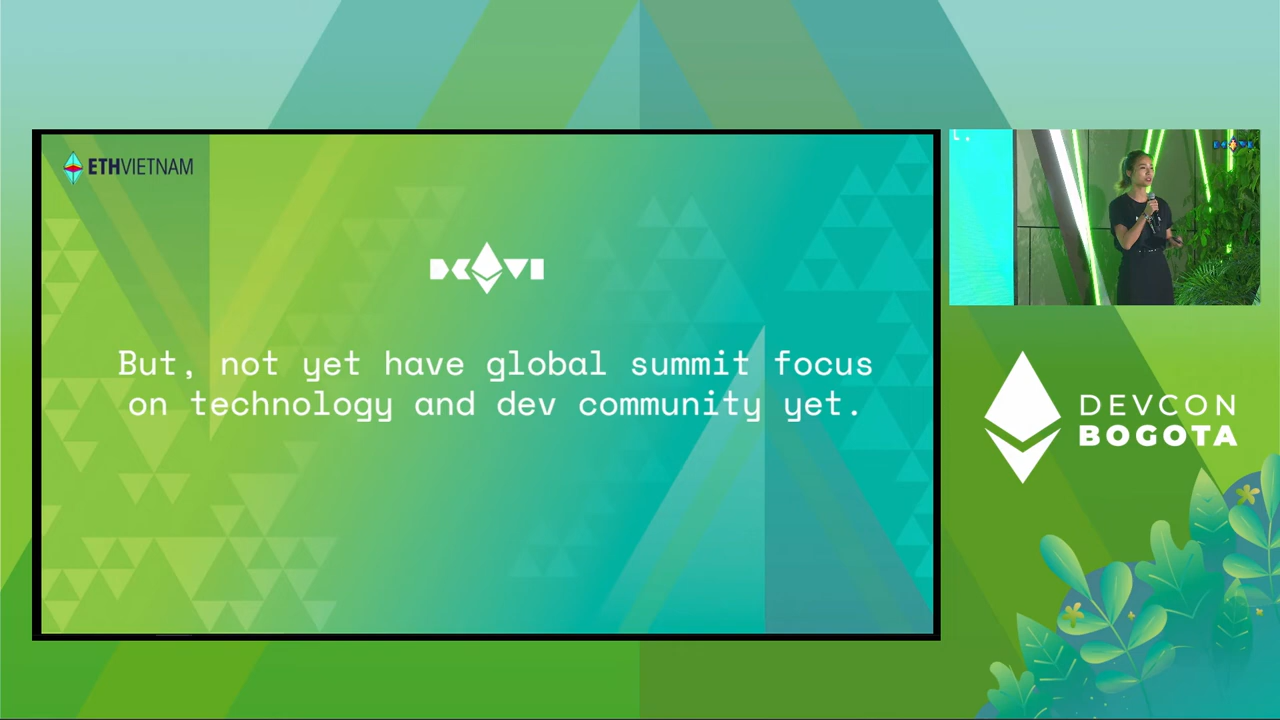 ETHVIETNAM
But, not yet have global summit focus
on technology and dev community yet.
DEVCON
BOGOTA